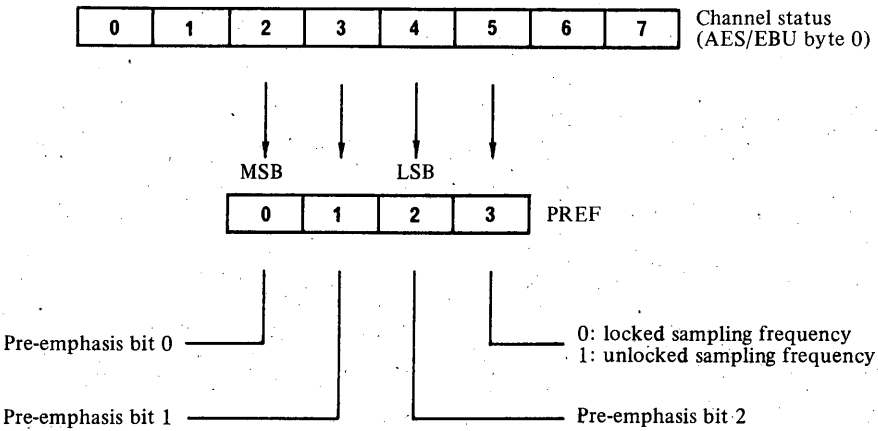 0 1 2 3 4 5 6 7 Channel status
(AES/EBU byte 0)
MSB LSB
0 1 2 3 PREF
Pre-emphasis bit 0
0: locked sampling frequency
1: unlocked sampling frequency
Pre-emphasis bit 1
Pre-emphasis bit 2